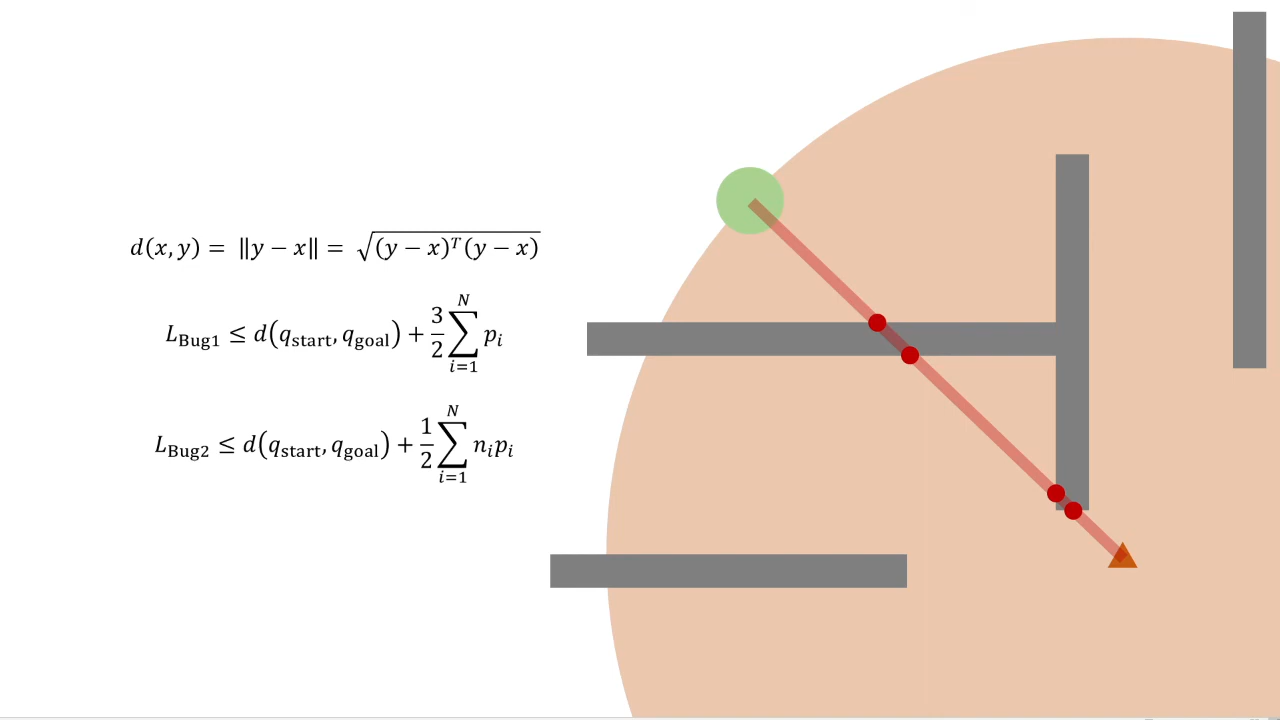 d(x, y) = ‖y − x‖ = √(y − x)ᵀ(y − x)
L_Bug1 ≤ d(q_start, q_goal) + 3/2 ∑_{i=1}^{N} p_i
L_Bug2 ≤ d(q_start, q_goal) + 1/2 ∑_{i=1}^{N} n_i p_i